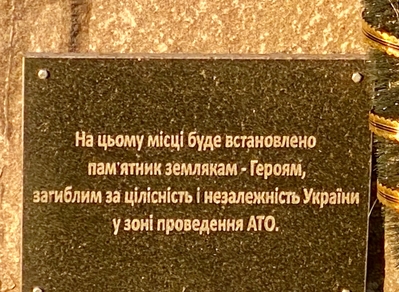 На цьому місці буде встановлено
пам'ятник землякам - Героям,
загиблим за цілісність і незалежність України
у зоні проведення АТО.